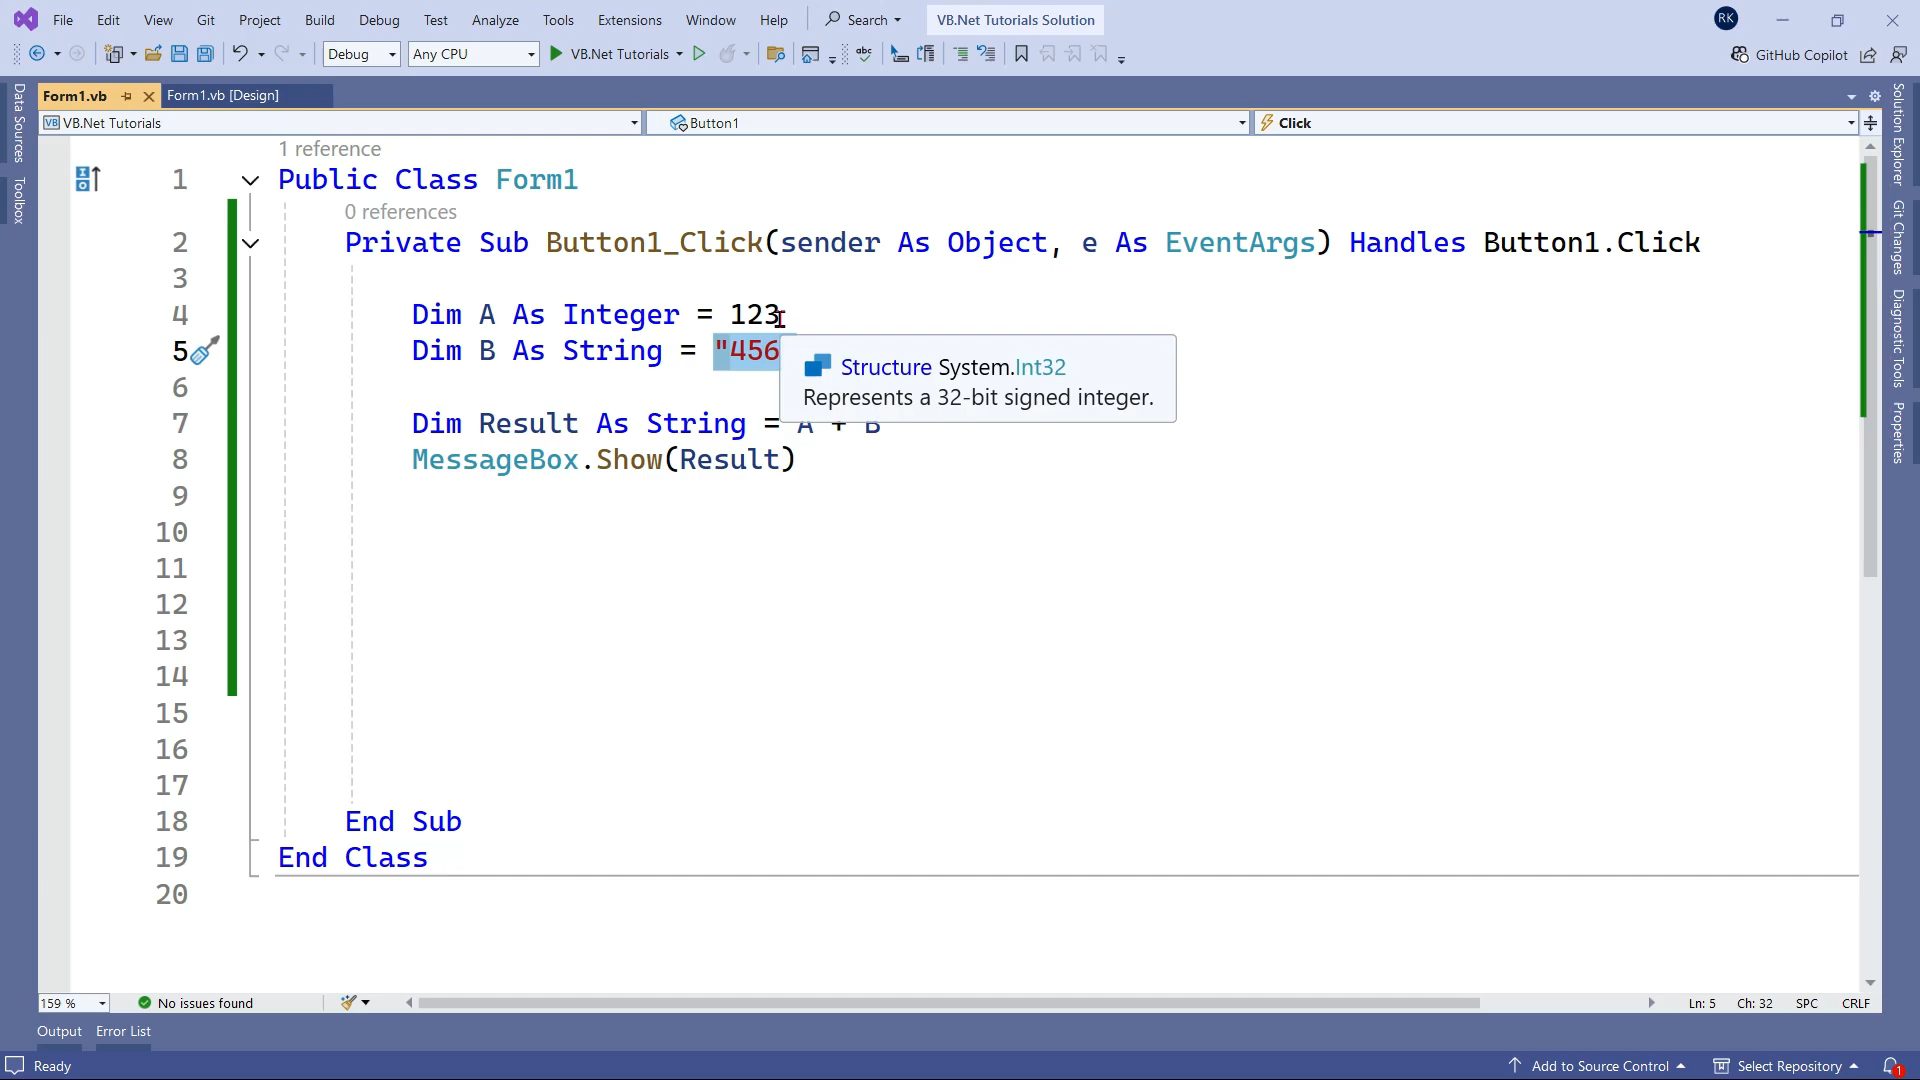 File Edit View Git Project Build Debug Test Analyze Tools Extensions Window Help Search VB.Net Tutorials Solution RK
Debug Any CPU VB.Net Tutorials abc GitHub Copilot
Form1.vb Form1.vb [Design]
VB VB.Net Tutorials Button1 Click
Data Sources
Toolbox
Solution Explorer
Git Changes
Diagnostic Tools
Properties
1 reference
1 Public Class Form1
0 references
2 Private Sub Button1_Click(sender As Object, e As EventArgs) Handles Button1.Click
3
4 Dim A As Integer = 123
5 Dim B As String = "456
Structure System.Int32
Represents a 32-bit signed integer.
6
7 Dim Result As String = A + B
8 MessageBox.Show(Result)
9
10
11
12
13
14
15
16
17
18 End Sub
19 End Class
20
159 % No issues found Ln: 5 Ch: 32 SPC CRLF
Output Error List
Ready Add to Source Control Select Repository 1